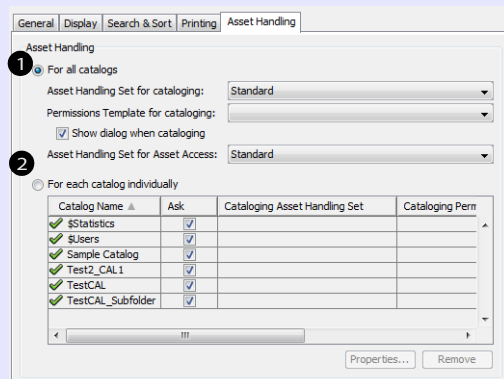 General Display Search & Sort Printing Asset Handling
Asset Handling
1 For all catalogs
Asset Handling Set for cataloging: Standard
Permissions Template for cataloging:
Show dialog when cataloging
Asset Handling Set for Asset Access: Standard
2 For each catalog individually
Catalog Name Ask Cataloging Asset Handling Set Cataloging Perm
$Statistics
$Users
Sample Catalog
Test2_CAL1
TestCAL
TestCAL_Subfolder
Properties... Remove